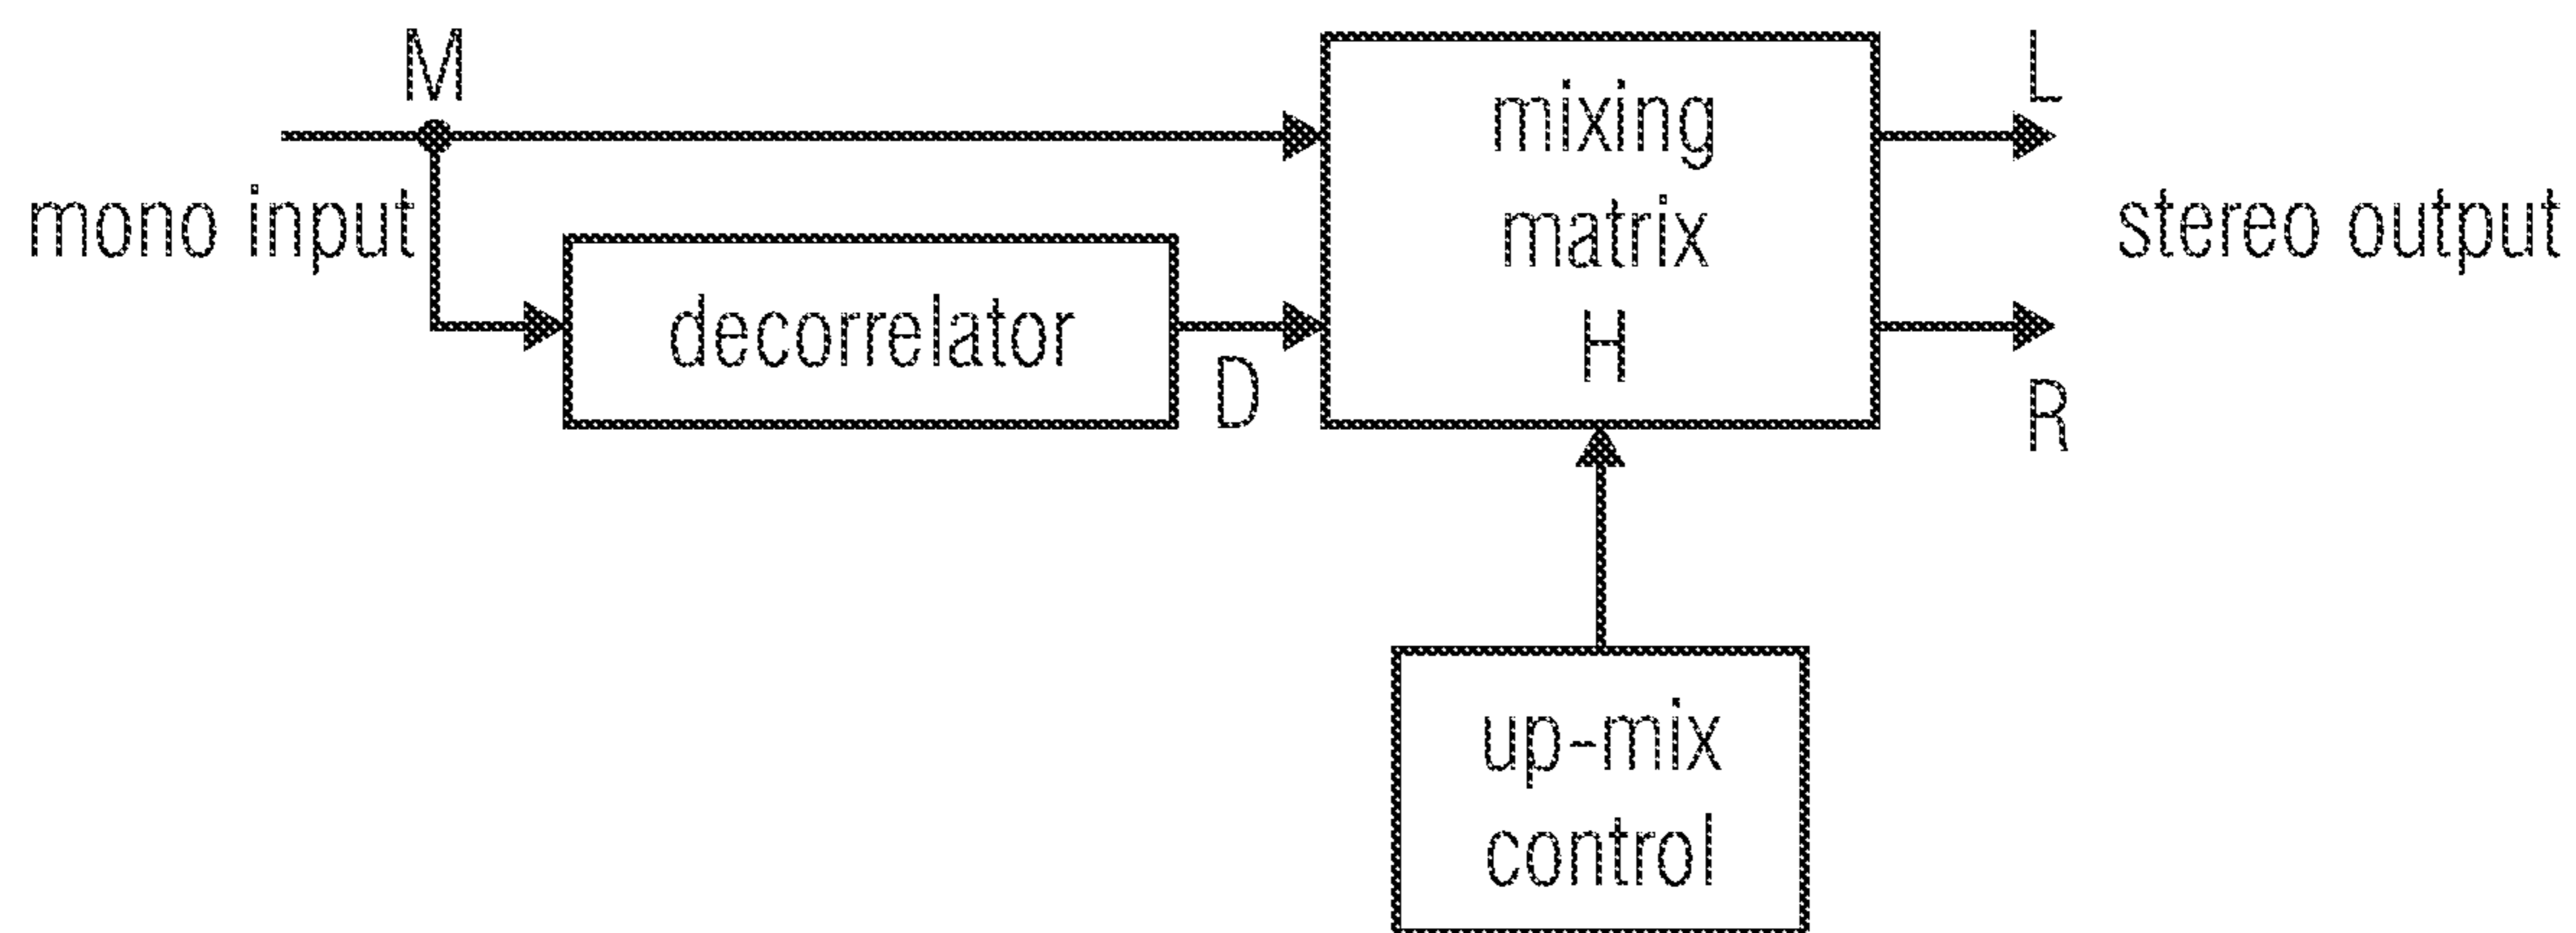 M
L
mono input
mixing
matrix
H
stereo output
decorrelator
D
R
up-mix
control